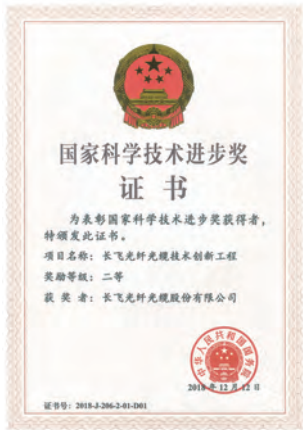 国家科学技术进步奖
证书
为表彰国家科学技术进步奖获得者，
特颁发此证书。
项目名称：长飞光纤光缆技术创新工程
奖励等级：二等
获奖者：长飞光纤光缆股份有限公司
中华人民共和国国务院
2018年12月12日
证书号：2018-J-206-2-01-D01